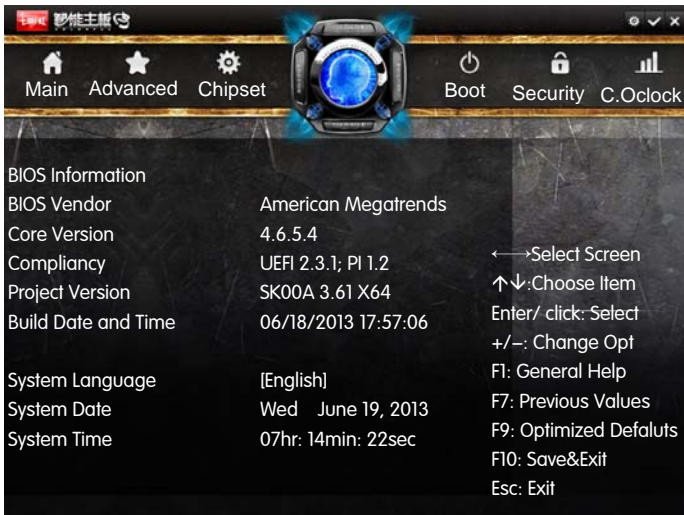 七彩虹 智能主板
Main Advanced Chipset Boot Security C.Oclock
BIOS Information
BIOS Vendor American Megatrends
Core Version 4.6.5.4
Compliancy UEFI 2.3.1; PI 1.2
Project Version SK00A 3.61 X64
Build Date and Time 06/18/2013 17:57:06
System Language [English]
System Date Wed June 19, 2013
System Time 07hr: 14min: 22sec
←→Select Screen
↑↓:Choose Item
Enter/ click: Select
+/–: Change Opt
F1: General Help
F7: Previous Values
F9: Optimized Defaluts
F10: Save&Exit
Esc: Exit